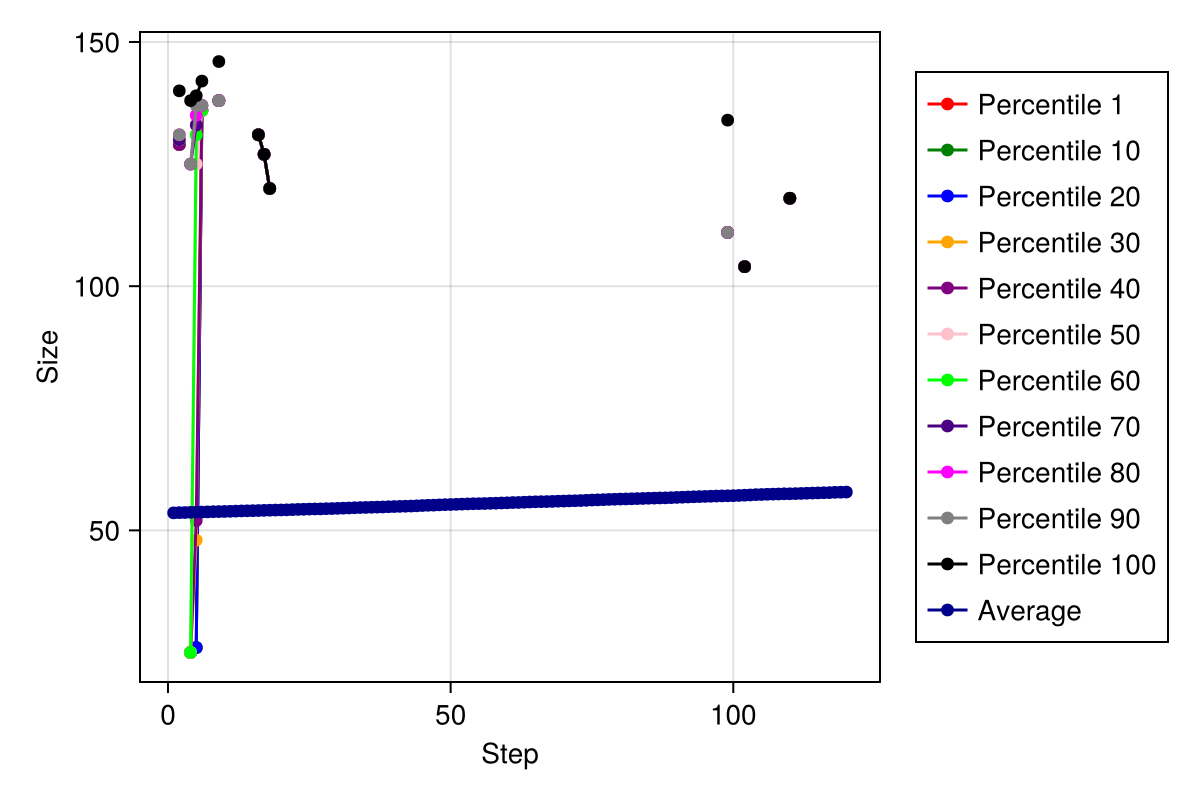 150
100
50
Size
0
50
100
Step
Percentile 1
Percentile 10
Percentile 20
Percentile 30
Percentile 40
Percentile 50
Percentile 60
Percentile 70
Percentile 80
Percentile 90
Percentile 100
Average